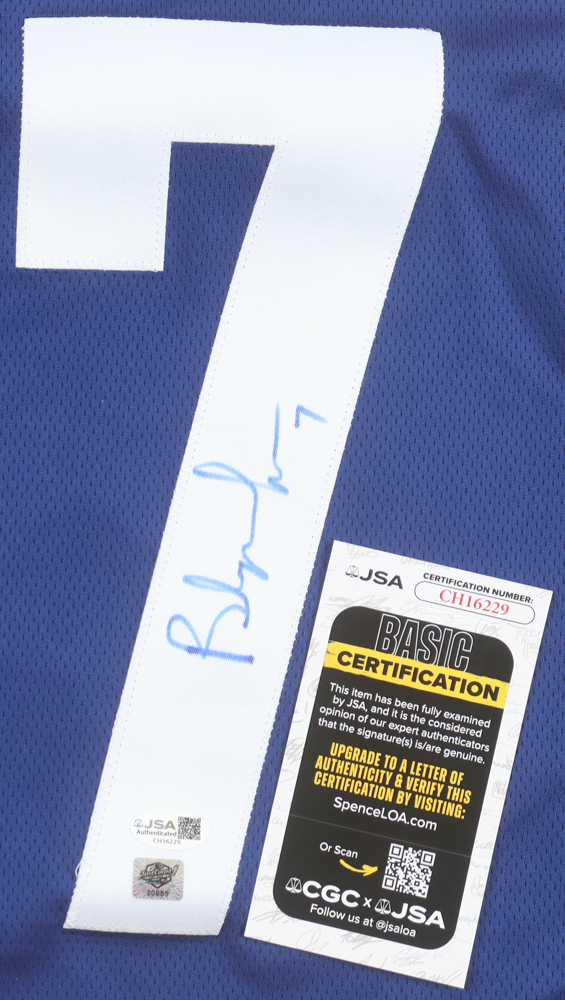 7
7
JSA
Authenticated
CH16229
20855
JSA
CERTIFICATION NUMBER:
CH16229
BASIC
CERTIFICATION
This item has been fully examined
by JSA, and it is the considered
opinion of our expert authenticators
that the signature(s) is/are genuine.
UPGRADE TO A LETTER OF
AUTHENTICITY & VERIFY THIS
CERTIFICATION BY VISITING:
SpenceLOA.com
Or Scan
CGC x JSA
Follow us at @jsaloa